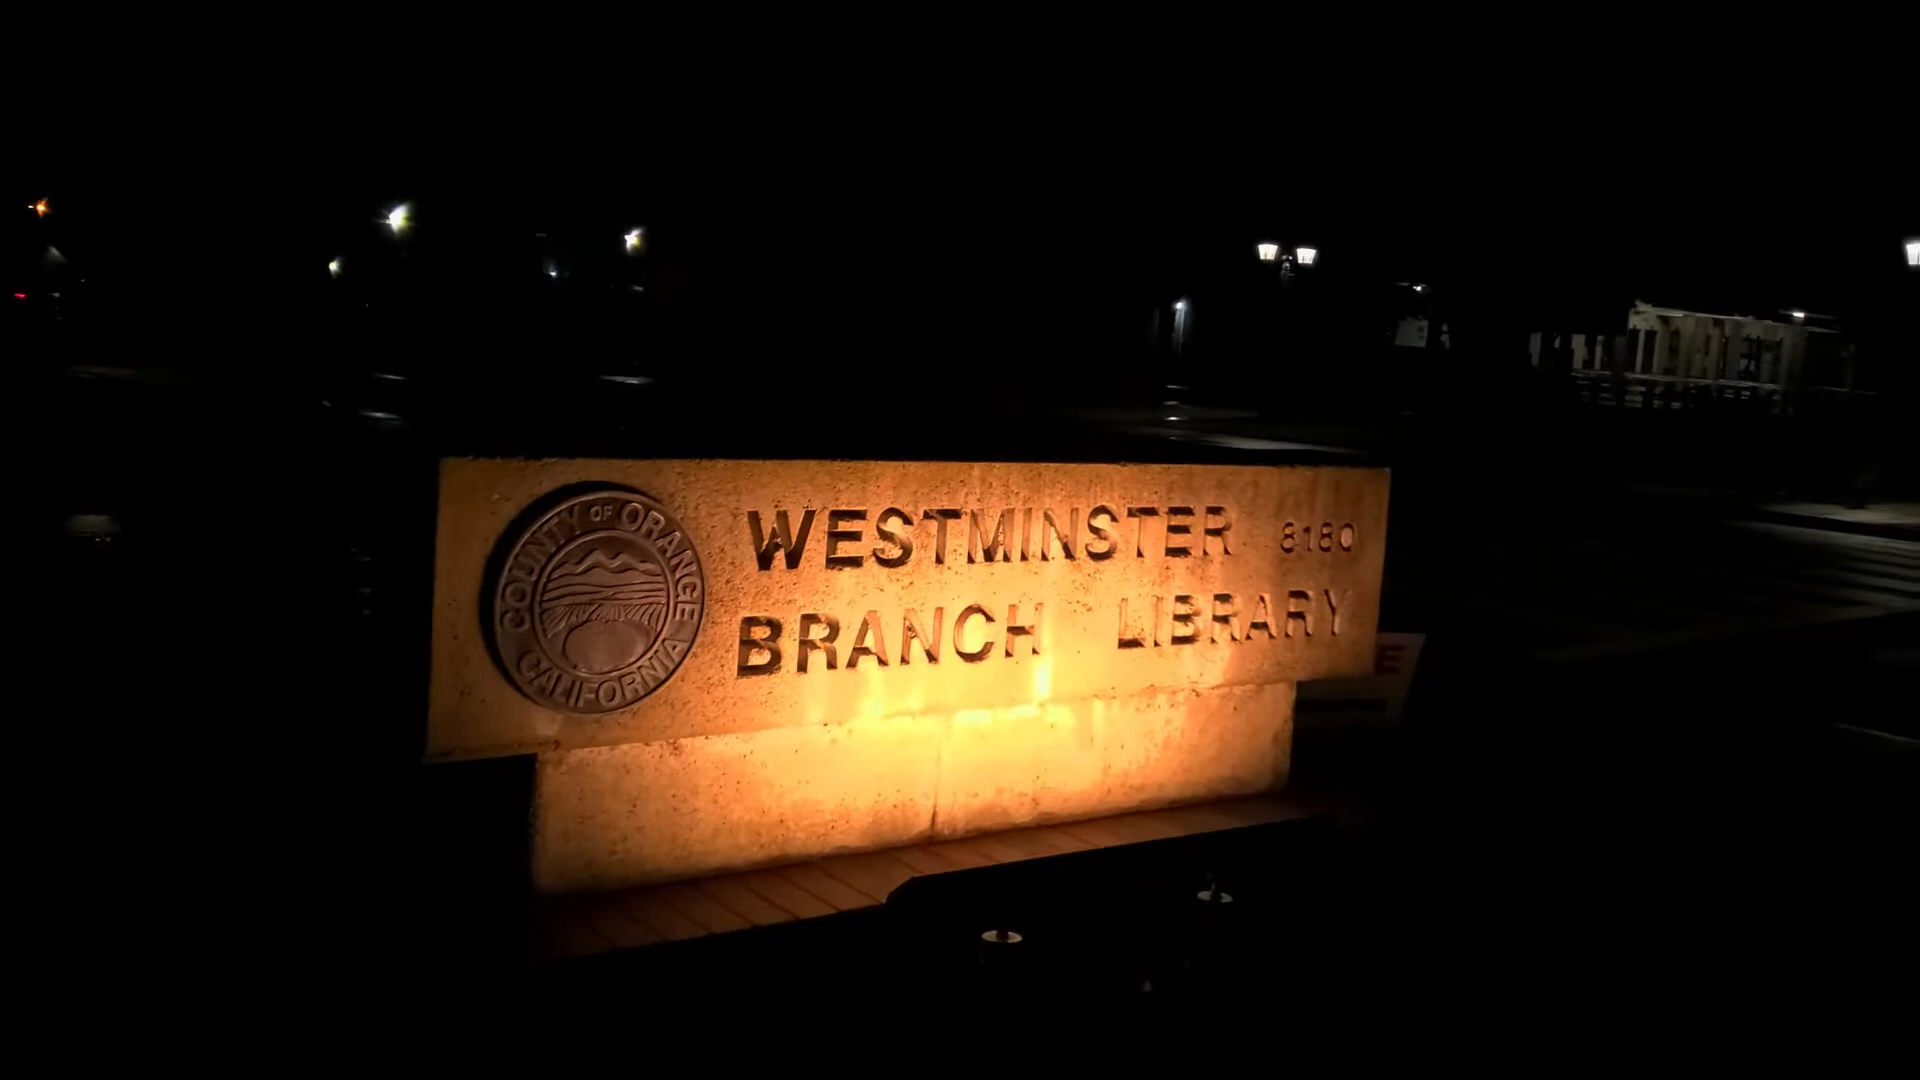 COUNTY OF ORANGE
CALIFORNIA
WESTMINSTER 8180
BRANCH LIBRARY
E